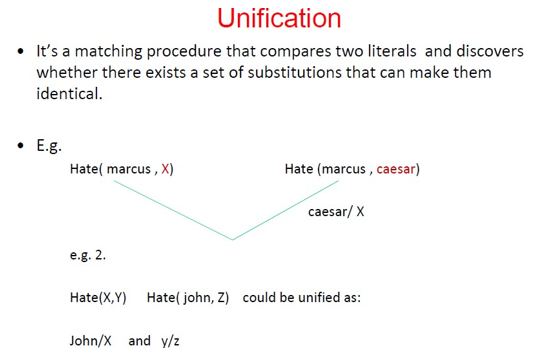 Unification
• It's a matching procedure that compares two literals and discovers
whether there exists a set of substitutions that can make them
identical.
• E.g.
Hate( marcus , X) Hate (marcus , caesar)
caesar/ X
e.g. 2.
Hate(X,Y) Hate( john, Z) could be unified as:
John/X and y/z